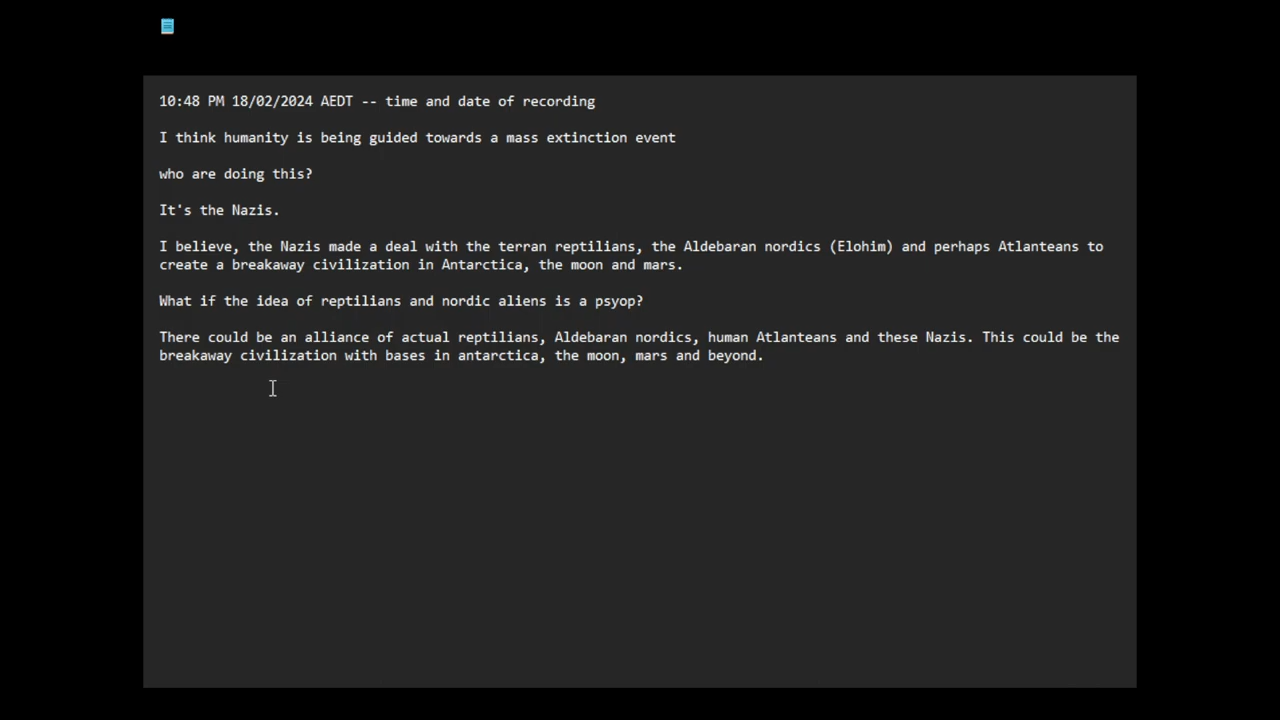 10:48 PM 18/02/2024 AEDT -- time and date of recording
I think humanity is being guided towards a mass extinction event
who are doing this?
It's the Nazis.
I believe, the Nazis made a deal with the terran reptilians, the Aldebaran nordics (Elohim) and perhaps Atlanteans to
create a breakaway civilization in Antarctica, the moon and mars.
What if the idea of reptilians and nordic aliens is a psyop?
There could be an alliance of actual reptilians, Aldebaran nordics, human Atlanteans and these Nazis. This could be the
breakaway civilization with bases in antarctica, the moon, mars and beyond.